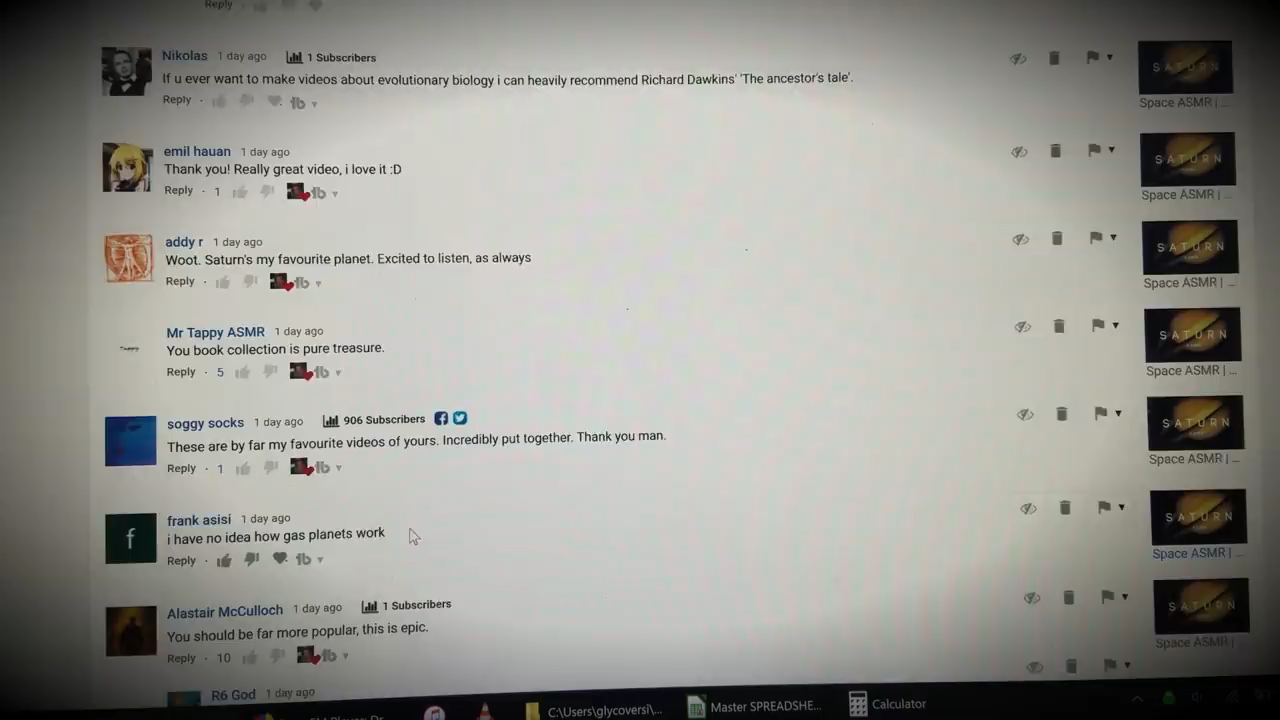 Reply
Nikolas 1 day ago 1 Subscribers
If u ever want to make videos about evolutionary biology i can heavily recommend Richard Dawkins' 'The ancestor's tale'.
Reply
SATURN
Space ASMR | ...
emil hauan 1 day ago
Thank you! Really great video, i love it :D
Reply · 1
SATURN
Space ASMR | ...
addy r 1 day ago
Woot. Saturn's my favourite planet. Excited to listen, as always
Reply
SATURN
Space ASMR | ...
Mr Tappy ASMR 1 day ago
You book collection is pure treasure.
Reply · 5
SATURN
Space ASMR | ...
soggy socks 1 day ago 906 Subscribers
These are by far my favourite videos of yours. Incredibly put together. Thank you man.
Reply · 1
SATURN
Space ASMR | ...
f
frank asisi 1 day ago
i have no idea how gas planets work
Reply
SATURN
Space ASMR | ...
Alastair McCulloch 1 day ago 1 Subscribers
You should be far more popular, this is epic.
Reply · 10
SATURN
Space ASMR | ...
R6 God 1 day ago
C:\Users\glycoversi\... Master SPREADSHE... Calculator